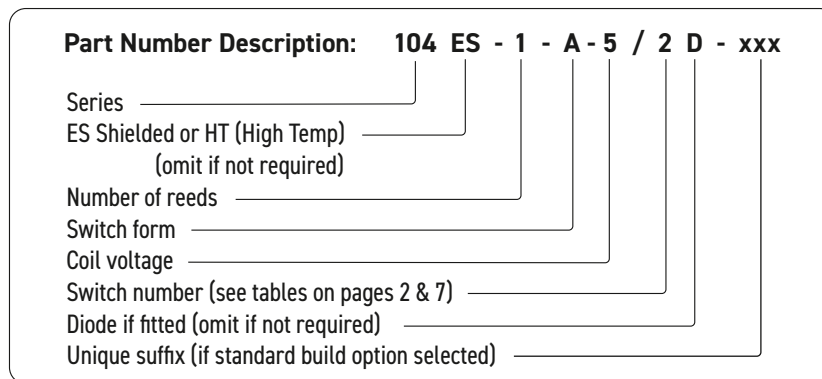 Part Number Description: 104 ES - 1 - A - 5 / 2 D - xxx
Series
ES Shielded or HT (High Temp)
(omit if not required)
Number of reeds
Switch form
Coil voltage
Switch number (see tables on pages 2 & 7)
Diode if fitted (omit if not required)
Unique suffix (if standard build option selected)